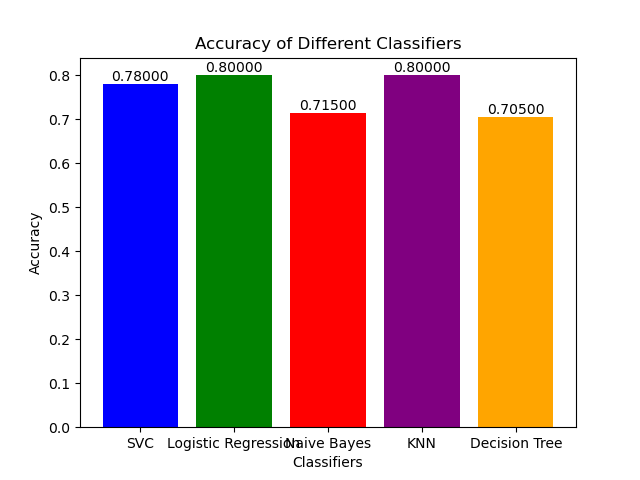 Accuracy of Different Classifiers
0.78000
0.80000
0.71500
0.80000
0.70500
Accuracy
0.8
0.7
0.6
0.5
0.4
0.3
0.2
0.1
0.0
SVC
Logistic Regression
Naive Bayes
KNN
Decision Tree
Classifiers